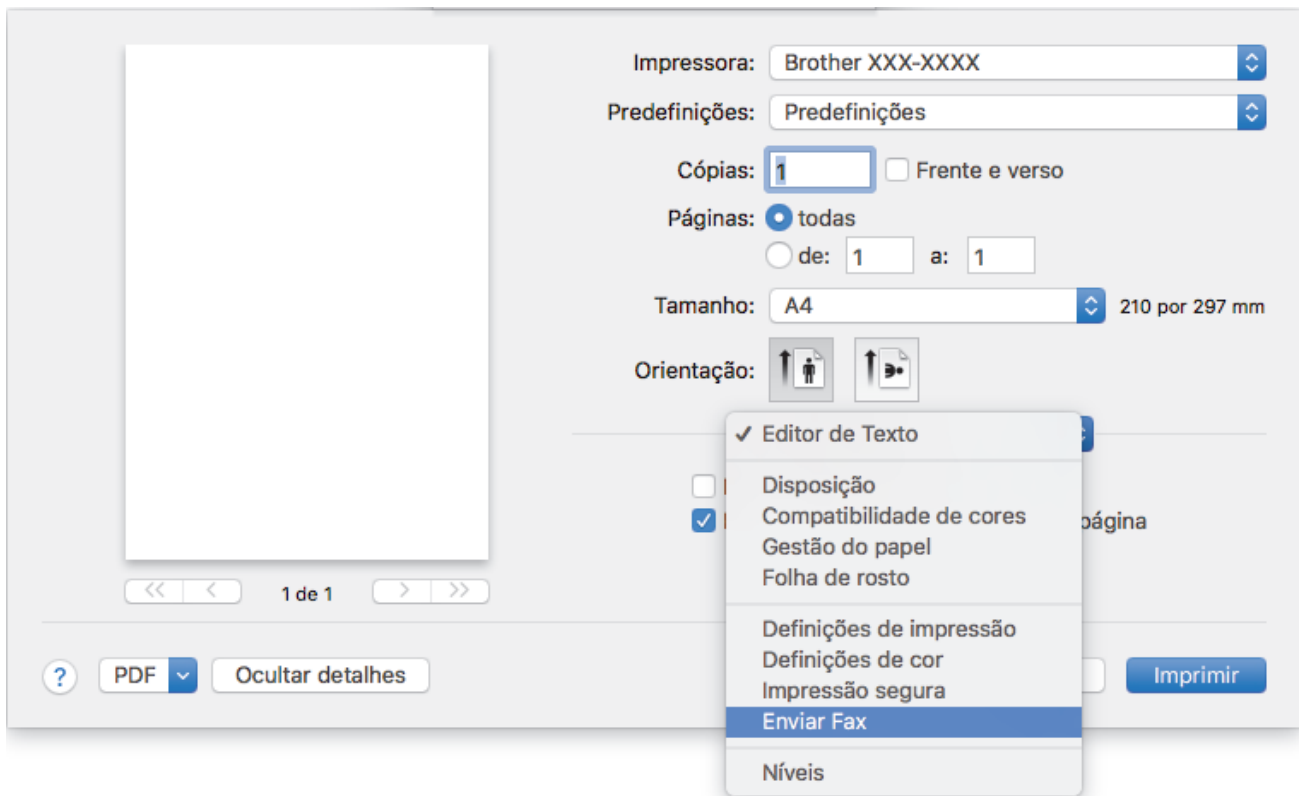 Impressora: Brother XXX-XXXX
Predefinições: Predefinições
Cópias: 1 Frente e verso
Páginas: todas
de: 1 a: 1
Tamanho: A4 210 por 297 mm
Orientação:
✓ Editor de Texto
Disposição
Compatibilidade de cores
página
Gestão do papel
Folha de rosto
1 de 1
Definições de impressão
Definições de cor
Impressão segura
Enviar Fax
Níveis
? PDF Ocultar detalhes Imprimir